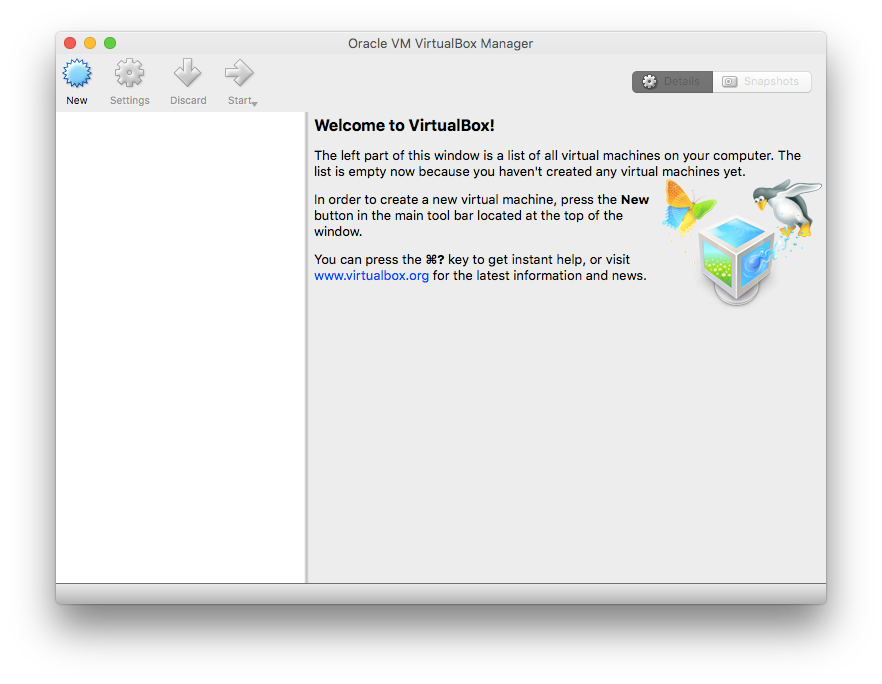 Oracle VM VirtualBox Manager
New Settings Discard Start Details Snapshots
Welcome to VirtualBox!
The left part of this window is a list of all virtual machines on your computer. The
list is empty now because you haven't created any virtual machines yet.
In order to create a new virtual machine, press the New
button in the main tool bar located at the top of the
window.
You can press the ⌘? key to get instant help, or visit
www.virtualbox.org for the latest information and news.